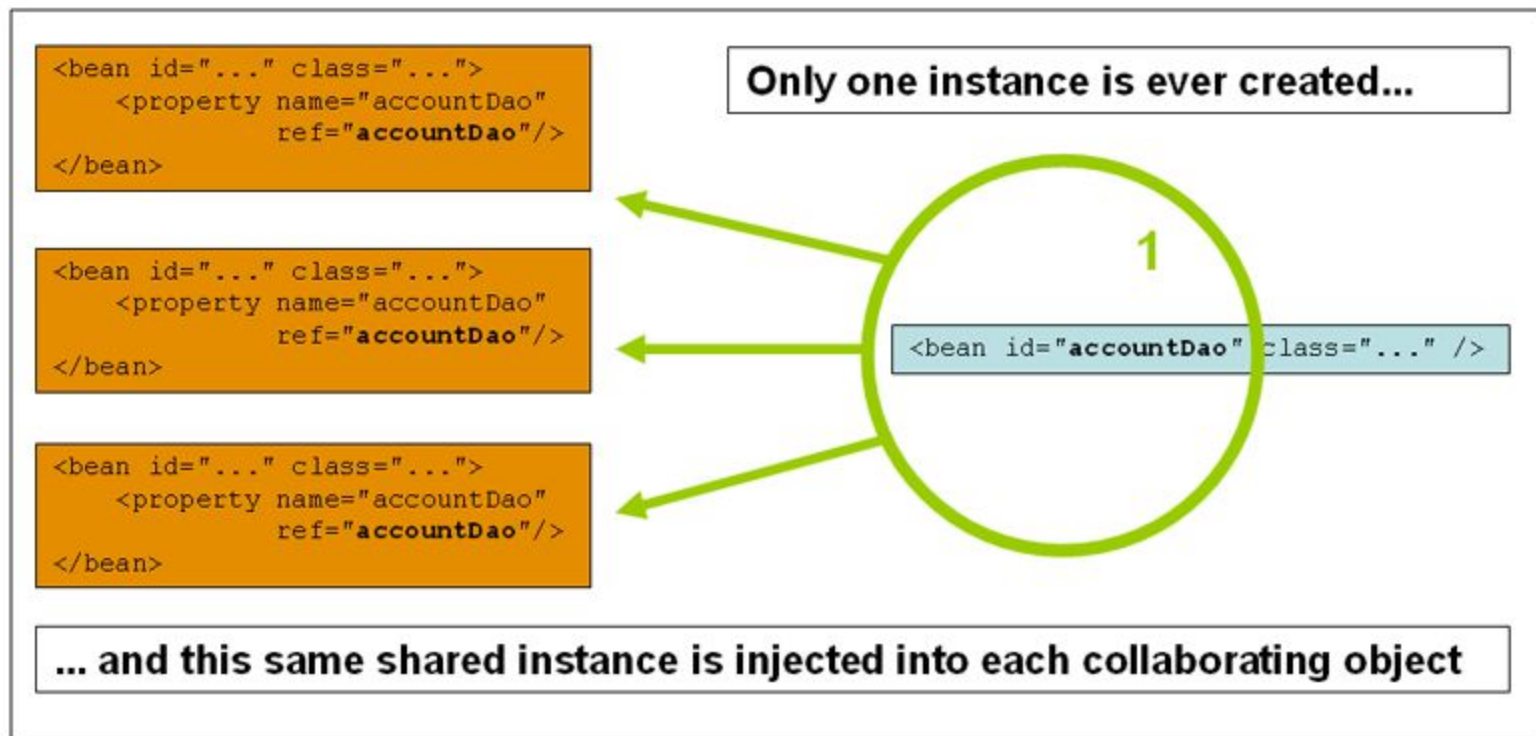 <bean id="..." class="...">
<property name="accountDao"
ref="accountDao"/>
</bean>
Only one instance is ever created...
<bean id="..." class="...">
<property name="accountDao"
ref="accountDao"/>
</bean>
1
<bean id="accountDao" class="..." />
<bean id="..." class="...">
<property name="accountDao"
ref="accountDao"/>
</bean>
... and this same shared instance is injected into each collaborating object